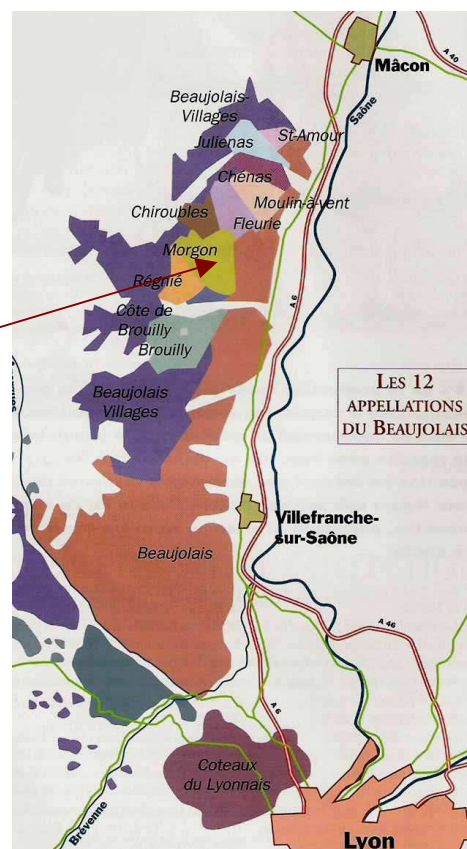 Mâcon
A 40
Saône
Beaujolais-
Villages
St-Amour
Julienas
Chénas
Moulin-à-vent
Chiroubles
Fleurie
Morgon
Régnié
A 6
Côte de
Brouilly
Brouilly
LES 12
APPELLATIONS
DU BEAUJOLAIS
Beaujolais
Villages
Villefranche-
sur-Saône
Beaujolais
A 46
A 6
Coteaux
du Lyonnais
Brévenne
Lyon